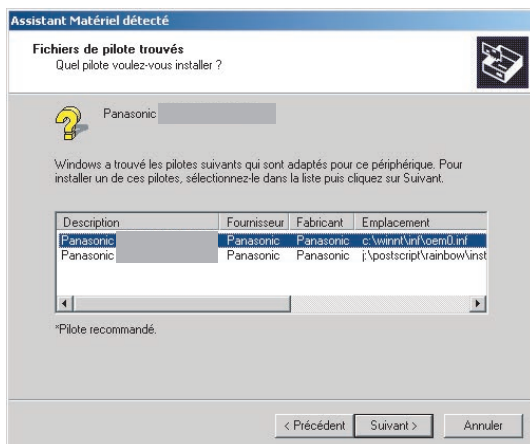 Assistant Matériel détecté
Fichiers de pilote trouvés
Quel pilote voulez-vous installer ?
Panasonic
Windows a trouvé les pilotes suivants qui sont adaptés pour ce périphérique. Pour
installer un de ces pilotes, sélectionnez-le dans la liste puis cliquez sur Suivant.
Description Fournisseur Fabricant Emplacement
Panasonic Panasonic Panasonic c:\winnt\inf\oem0.inf
Panasonic Panasonic Panasonic j:\postscript\rainbow\inst
*Pilote recommandé.
< Précédent Suivant > Annuler